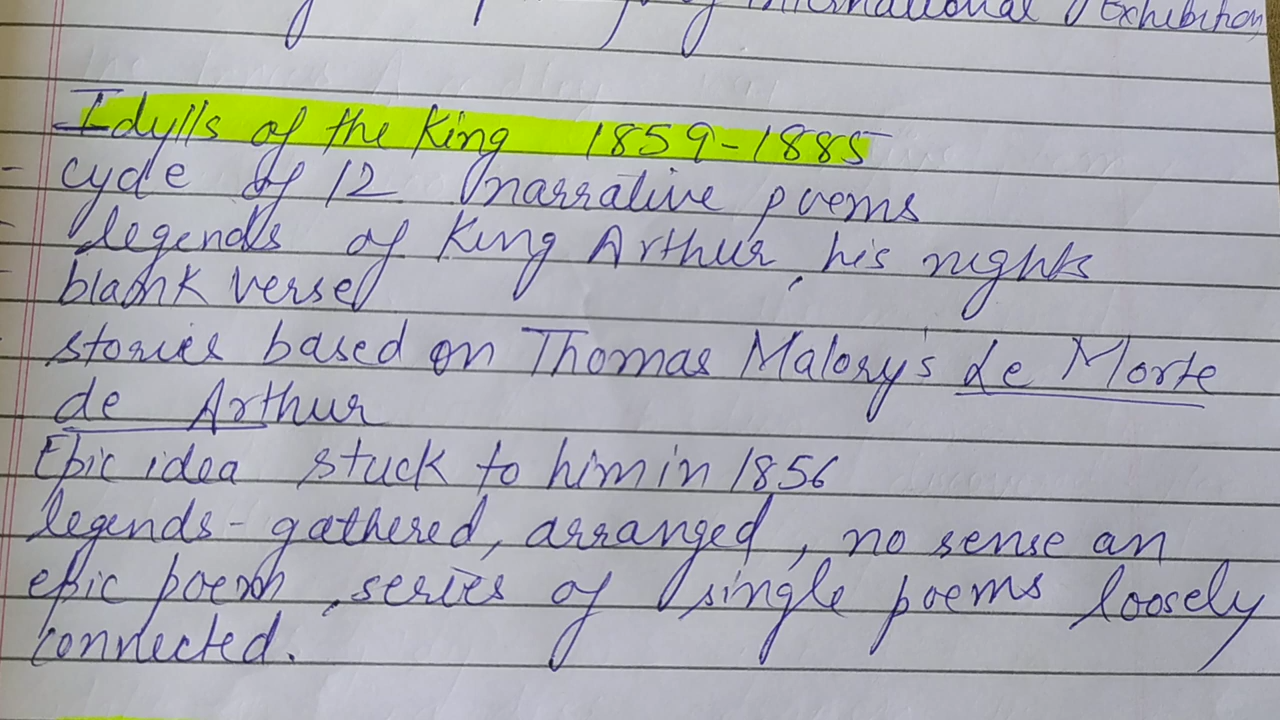 International Exhibition
Idylls of the King 1859-1885
- cycle of 12 narrative poems
- legends of King Arthur, his nights
- blank verse
stories based on Thomas Malory's Le Morte
de Arthur
Epic idea stuck to him in 1856
legends - gathered, arranged, no sense an
epic poem, series of single poems loosely
connected.